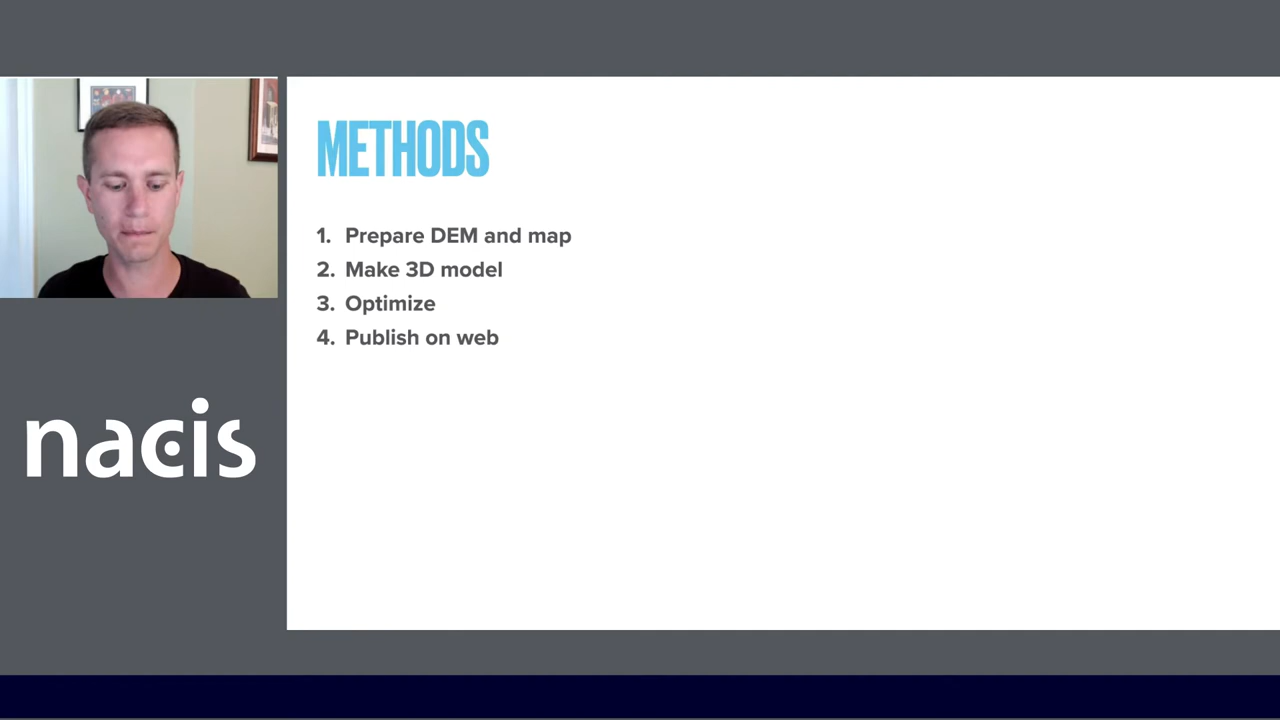 METHODS
1. Prepare DEM and map
2. Make 3D model
3. Optimize
4. Publish on web
nacis